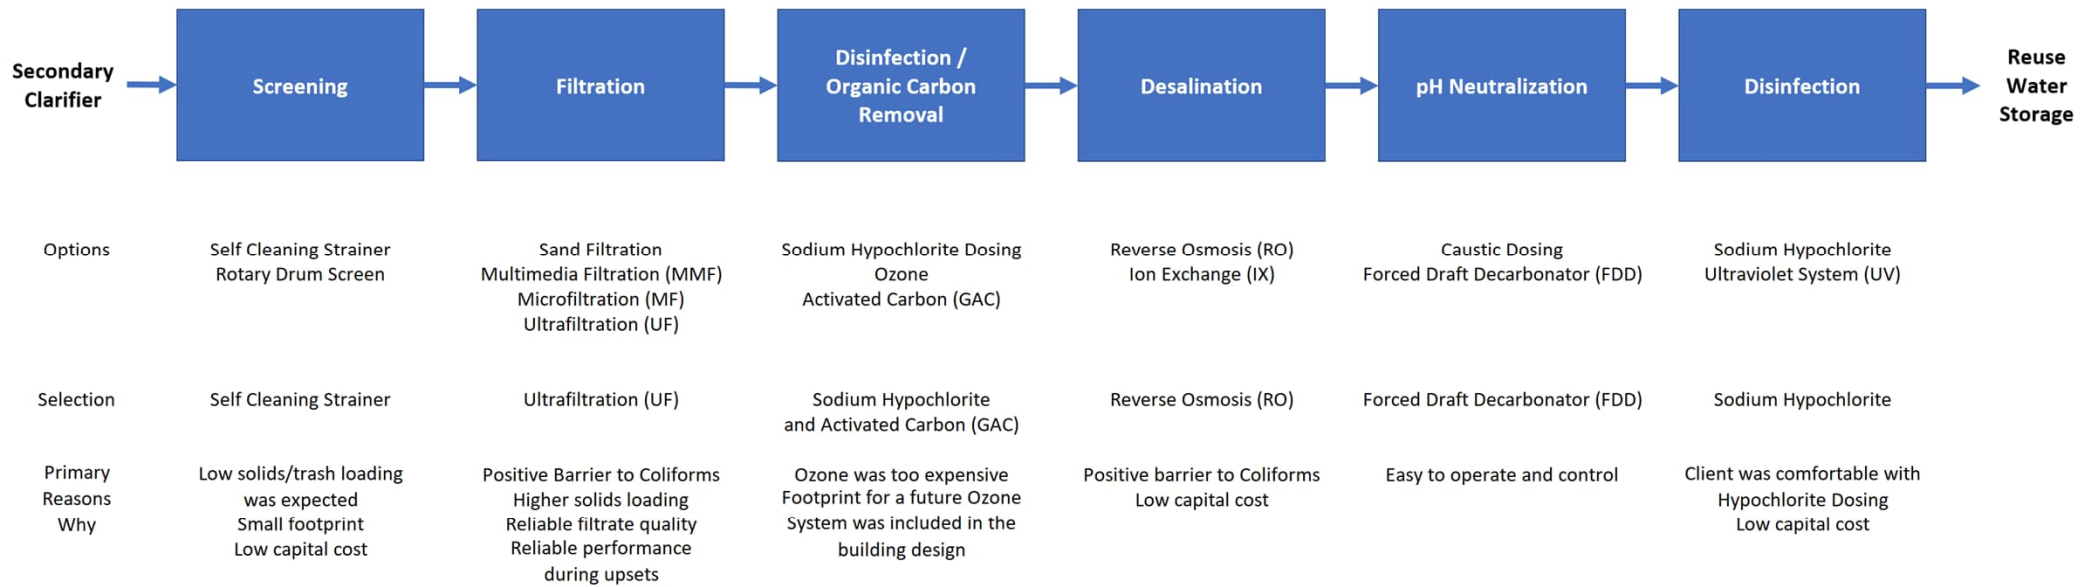 Secondary
Clarifier
Screening
Filtration
Disinfection /
Organic Carbon
Removal
Desalination
pH Neutralization
Disinfection
Reuse
Water
Storage
Options
Self Cleaning Strainer
Rotary Drum Screen
Sand Filtration
Multimedia Filtration (MMF)
Microfiltration (MF)
Ultrafiltration (UF)
Sodium Hypochlorite Dosing
Ozone
Activated Carbon (GAC)
Reverse Osmosis (RO)
Ion Exchange (IX)
Caustic Dosing
Forced Draft Decarbonator (FDD)
Sodium Hypochlorite
Ultraviolet System (UV)
Selection
Self Cleaning Strainer
Ultrafiltration (UF)
Sodium Hypochlorite
and Activated Carbon (GAC)
Reverse Osmosis (RO)
Forced Draft Decarbonator (FDD)
Sodium Hypochlorite
Primary
Reasons
Why
Low solids/trash loading
was expected
Small footprint
Low capital cost
Positive Barrier to Coliforms
Higher solids loading
Reliable filtrate quality
Reliable performance
during upsets
Ozone was too expensive
Footprint for a future Ozone
System was included in the
building design
Positive barrier to Coliforms
Low capital cost
Easy to operate and control
Client was comfortable with
Hypochlorite Dosing
Low capital cost